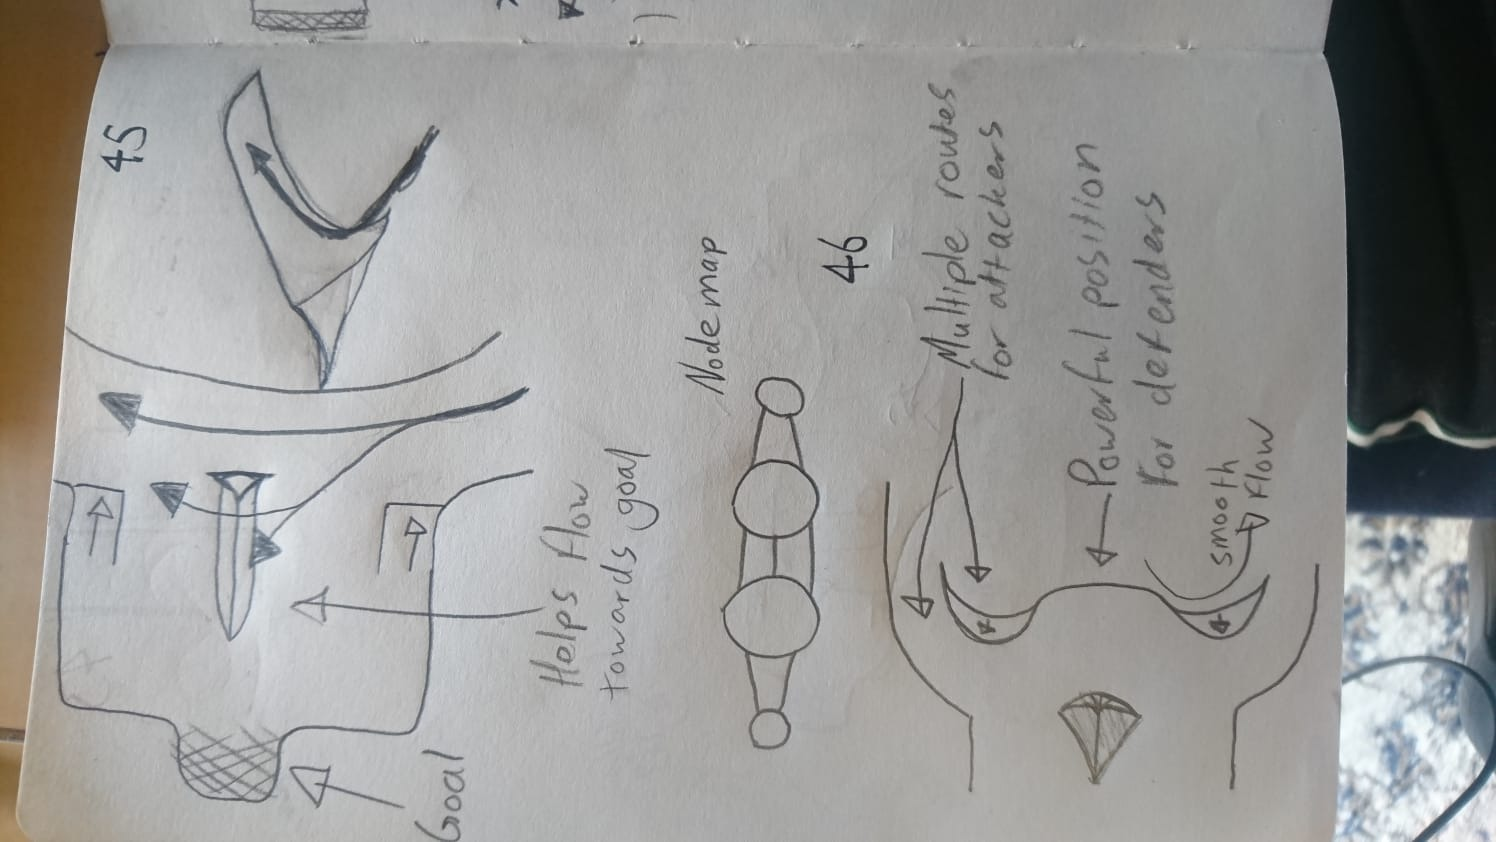 45
Helps flow
towards goal
Goal
Node map
46
Multiple routes
for attackers
Powerful position
for defenders
smooth
flow